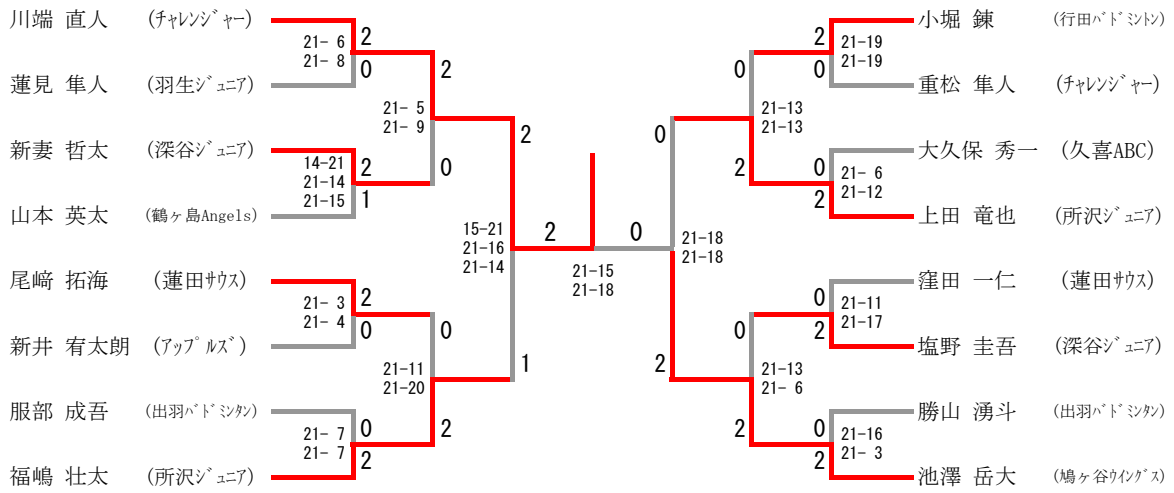 川端 直人 (チャレンジャー)
21- 6 2
21- 8 0
蓮見 隼人 (羽生ジュニア)
2
21- 5
21- 9
0
新妻 哲太 (深谷ジュニア)
14-21 2
21-14
21-15 1
山本 英太 (鶴ヶ島Angels)
2
15-21
21-16
21-14
1
尾﨑 拓海 (蓮田サウス)
21- 3 2
21- 4 0
新井 宥太朗 (アップルズ)
0
21-11
21-20
2
服部 成吾 (出羽バドミンタン)
21- 7 0
21- 7 2
福嶋 壮太 (所沢ジュニア)
2 0
21-15
21-18
小堀 錬 (行田バドミントン)
2 21-19
0 21-19
重松 隼人 (チャレンジャー)
0
21-13
21-13
2
大久保 秀一 (久喜ABC)
0 21- 6
2 21-12
上田 竜也 (所沢ジュニア)
0
21-18
21-18
2
窪田 一仁 (蓮田サウス)
0 21-11
2 21-17
塩野 圭吾 (深谷ジュニア)
0
21-13
21- 6
2
勝山 湧斗 (出羽バドミンタン)
0 21-16
2 21- 3
池澤 岳大 (鳩ヶ谷ウイングス)